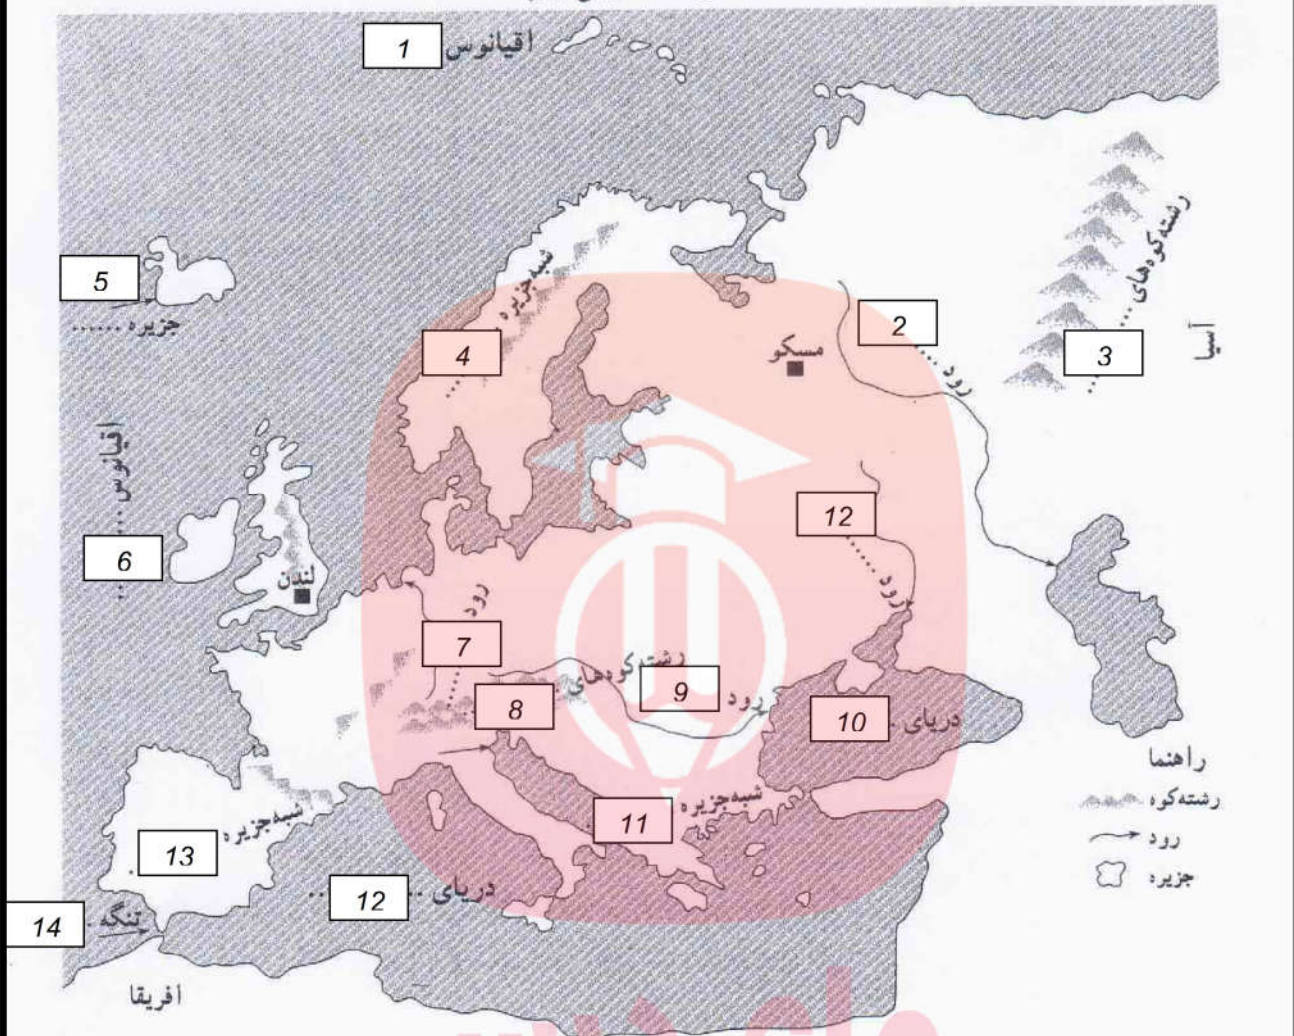 اقیانوس 1
رشته‌کوه‌های ..... 3
آسیا
شبه‌جزیره ..... 4
5
جزیره ......
رود ..... 2
مسکو
اقیانوس ..... 6 ..
لندن
12 ..... رود
رود 7 .....
رشته‌کوه‌های . 8
رود 9
دریای . 10
شبه‌جزیره 11
شبه‌جزیره 13 .
دریای .. 12 ..
تنگه . 14
افریقا
راهنما
رشته‌کوه
رود
جزیره